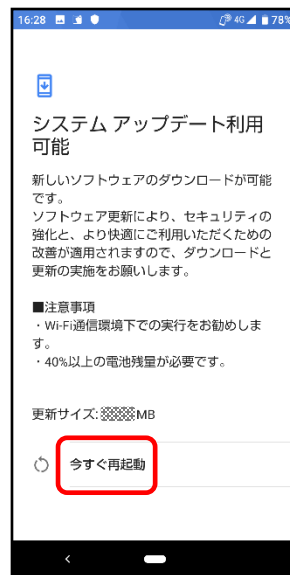 16:28 4G 78%
システム アップデート利用
可能
新しいソフトウェアのダウンロードが可能
です。
ソフトウェア更新により、セキュリティの
強化と、より快適にご利用いただくための
改善が適用されますので、ダウンロードと
更新の実施をお願いします。
■注意事項
・Wi-Fi通信環境下での実行をお勧めしま
す。
・40%以上の電池残量が必要です。
更新サイズ: MB
今すぐ再起動